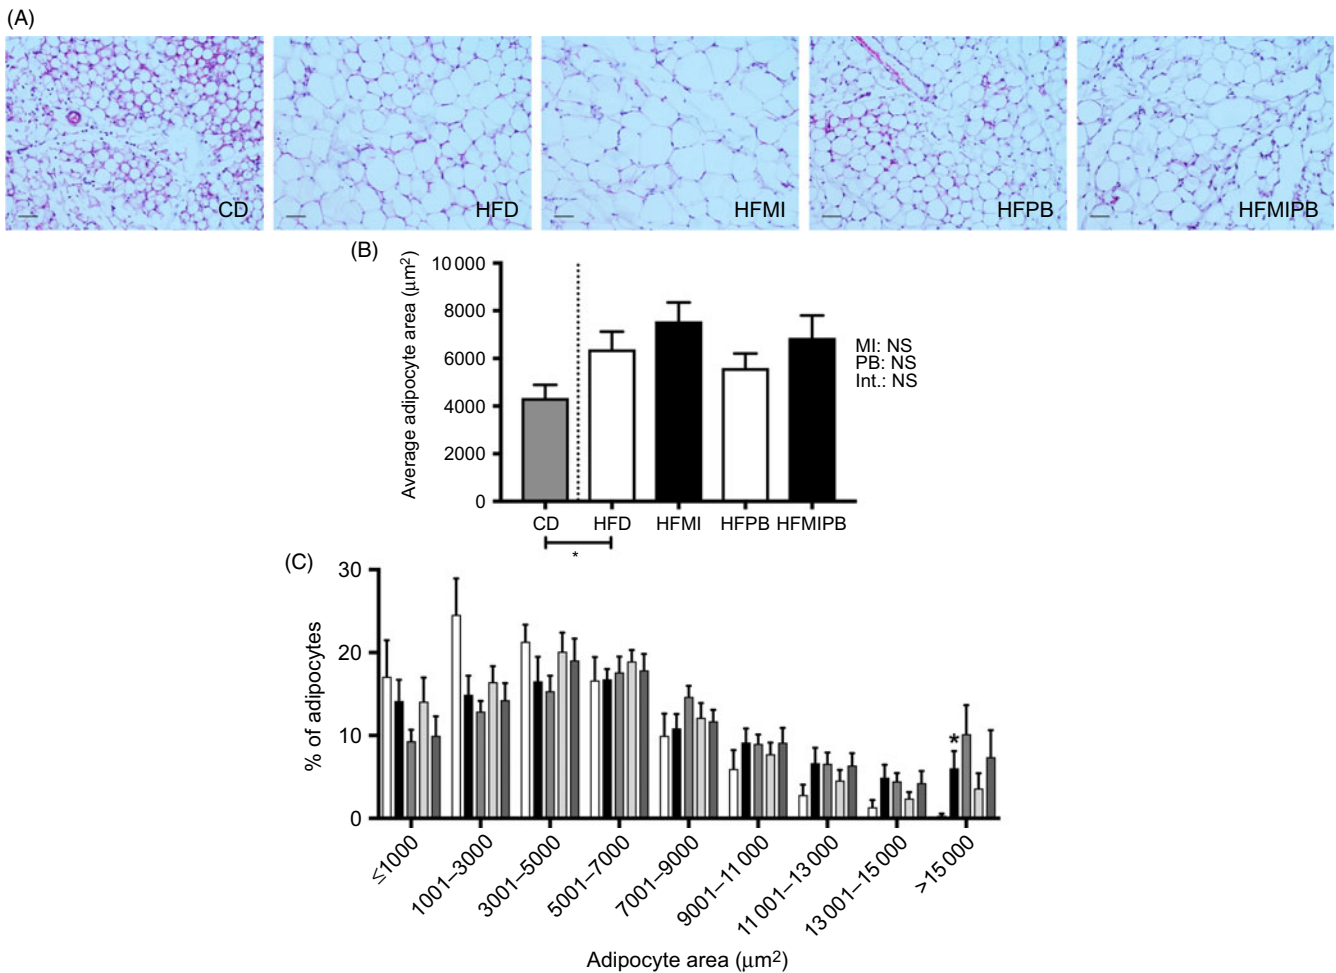 (A)
CD
HFD
HFMI
HFPB
HFMIPB
(B)
Average adipocyte area (μm²)
10 000
8000
6000
4000
2000
0
CD
HFD
HFMI
HFPB
HFMIPB
*
MI: NS
PB: NS
Int.: NS
(C)
% of adipocytes
30
20
10
0
*
≤1000
1001–3000
3001–5000
5001–7000
7001–9000
9001–11 000
11 001–13 000
13 001–15 000
>15 000
Adipocyte area (μm²)